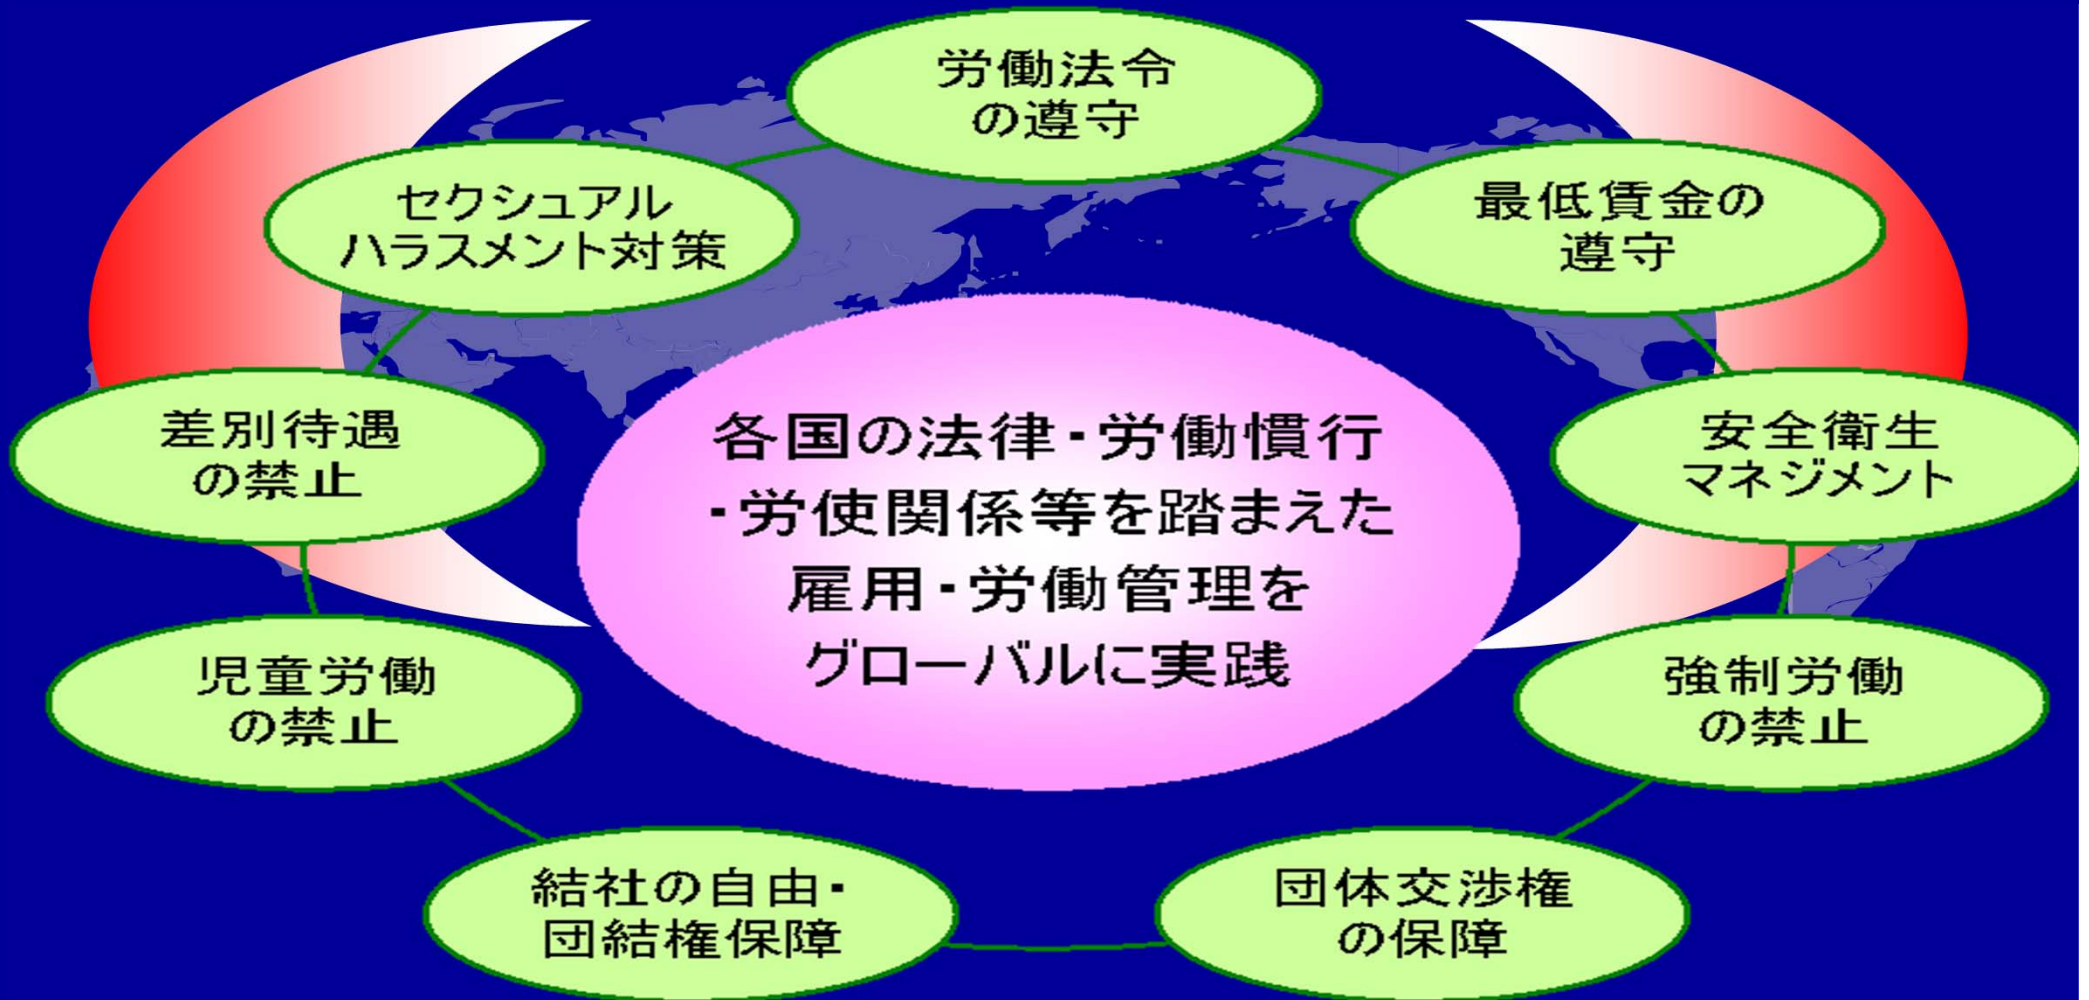 労働法令
の遵守
セクシュアル
ハラスメント対策
最低賃金の
遵守
差別待遇
の禁止
各国の法律・労働慣行
・労使関係等を踏まえた
雇用・労働管理を
グローバルに実践
安全衛生
マネジメント
児童労働
の禁止
強制労働
の禁止
結社の自由・
団結権保障
団体交渉権
の保障